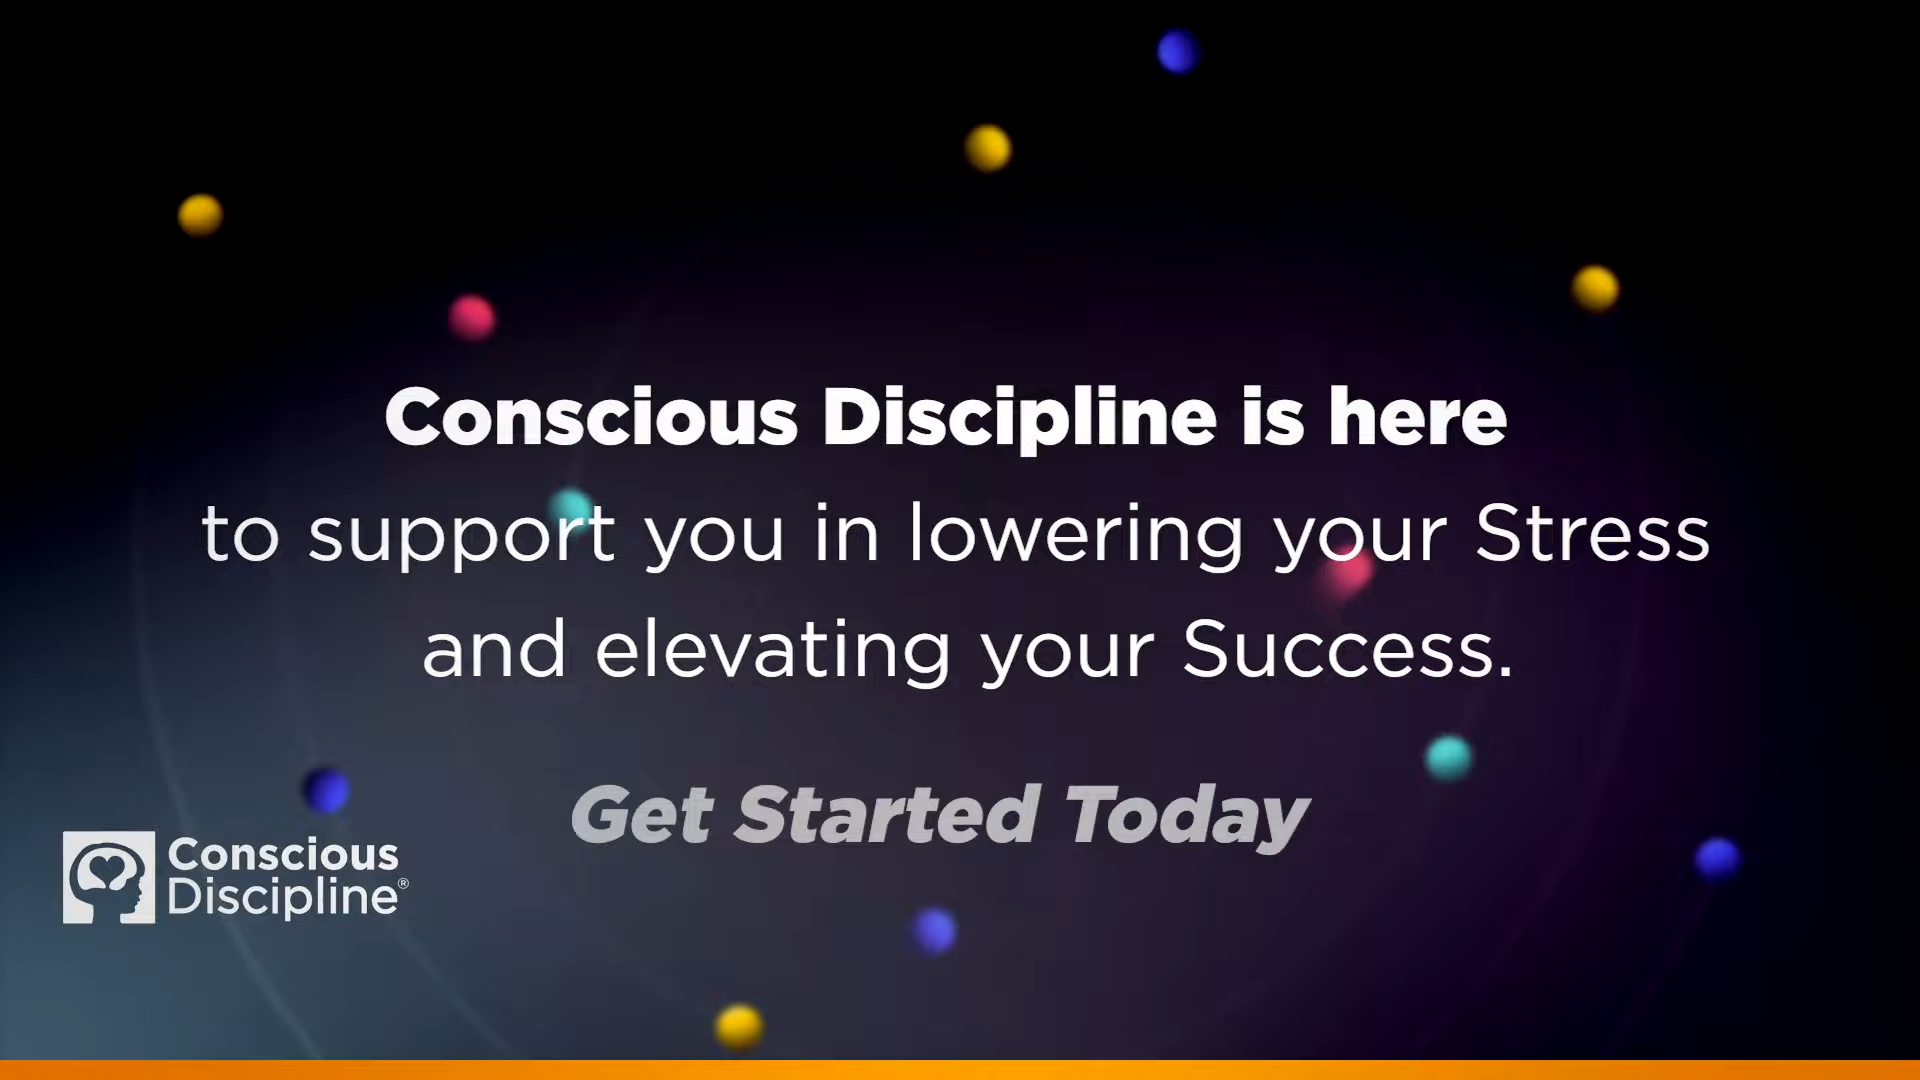 Conscious Discipline is here
to support you in lowering your Stress
and elevating your Success.
Get Started Today
Conscious
Discipline®